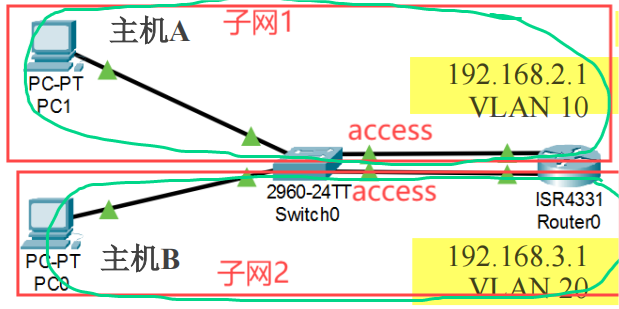 子网1
主机A
PC-PT
PC1
192.168.2.1
VLAN 10
access
2960-24TT
Switch0
access
ISR4331
Router0
PC-PT
PC0
主机B
子网2
192.168.3.1
VLAN 20